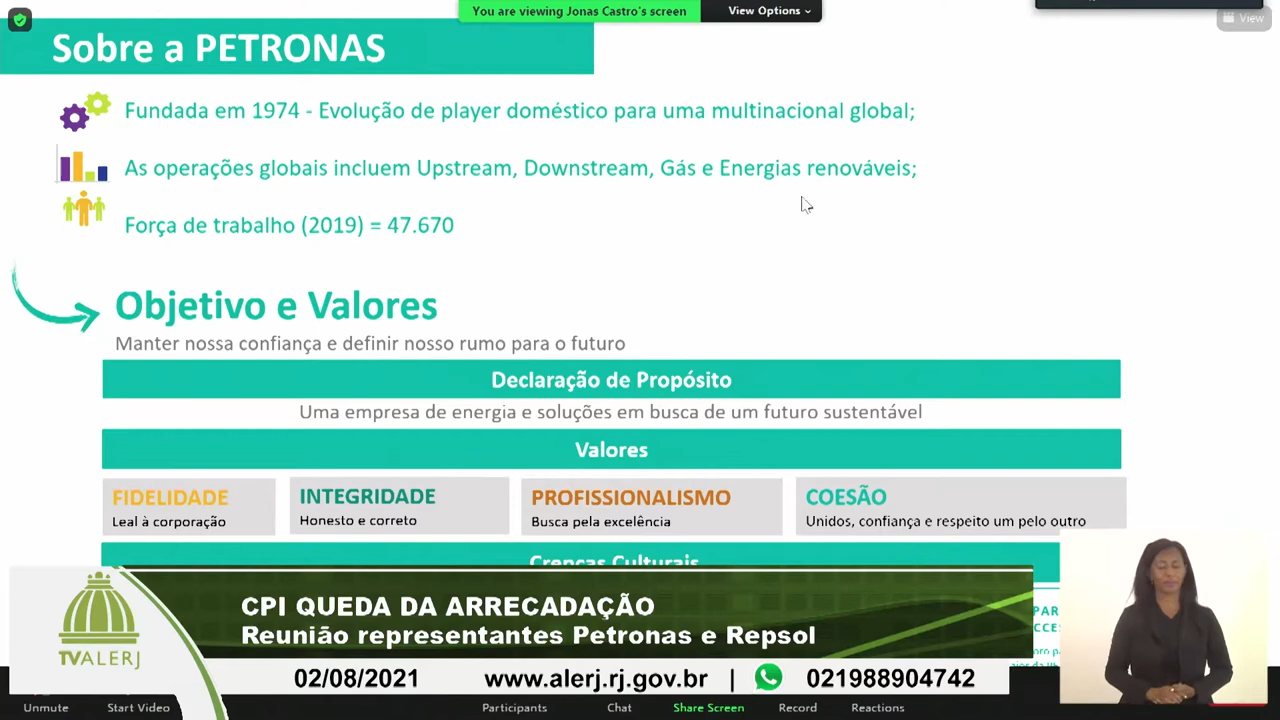 You are viewing Jonas Castro's screen
View Options
View
Sobre a PETRONAS
Fundada em 1974 - Evolução de player doméstico para uma multinacional global;
As operações globais incluem Upstream, Downstream, Gás e Energias renováveis;
Força de trabalho (2019) = 47.670
Objetivo e Valores
Manter nossa confiança e definir nosso rumo para o futuro
Declaração de Propósito
Uma empresa de energia e soluções em busca de um futuro sustentável
Valores
FIDELIDADE
Leal à corporação
INTEGRIDADE
Honesto e correto
PROFISSIONALISMO
Busca pela excelência
COESÃO
Unidos, confiança e respeito um pelo outro
Crenças Culturais
CPI QUEDA DA ARRECADAÇÃO
Reunião representantes Petronas e Repsol
TVALERJ
02/08/2021 www.alerj.rj.gov.br | 021988904742
Unmute
Start Video
Participants
Chat
Share Screen
Record
Reactions